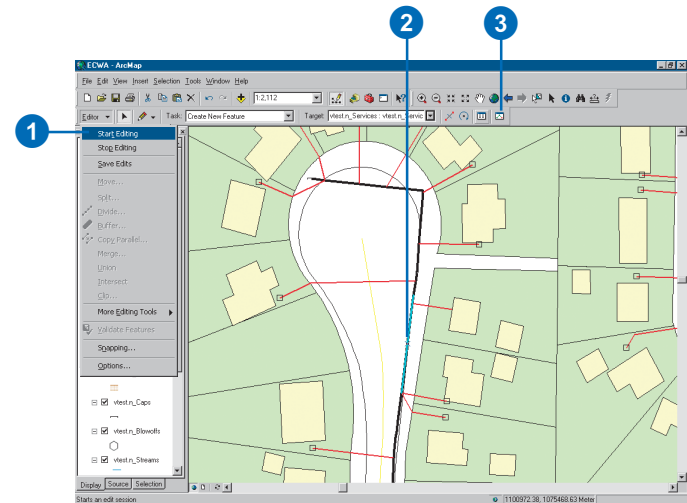 2
3
ECWA - ArcMap
File Edit View Insert Selection Tools Window Help
1:2,112
Editor Task: Create New Feature Target: vtest.n_Services : vtest.n_Servic
1
Start Editing
Stop Editing
Save Edits
Move...
Split...
Divide...
Buffer...
Copy Parallel...
Merge...
Union
Intersect
Clip...
More Editing Tools
Validate Features
Snapping...
Options...
vtest.n_Caps
vtest.n_Blowoffs
vtest.n_Streams
Display Source Selection
Starts an edit session
1100972.38, 1075468.63 Meter